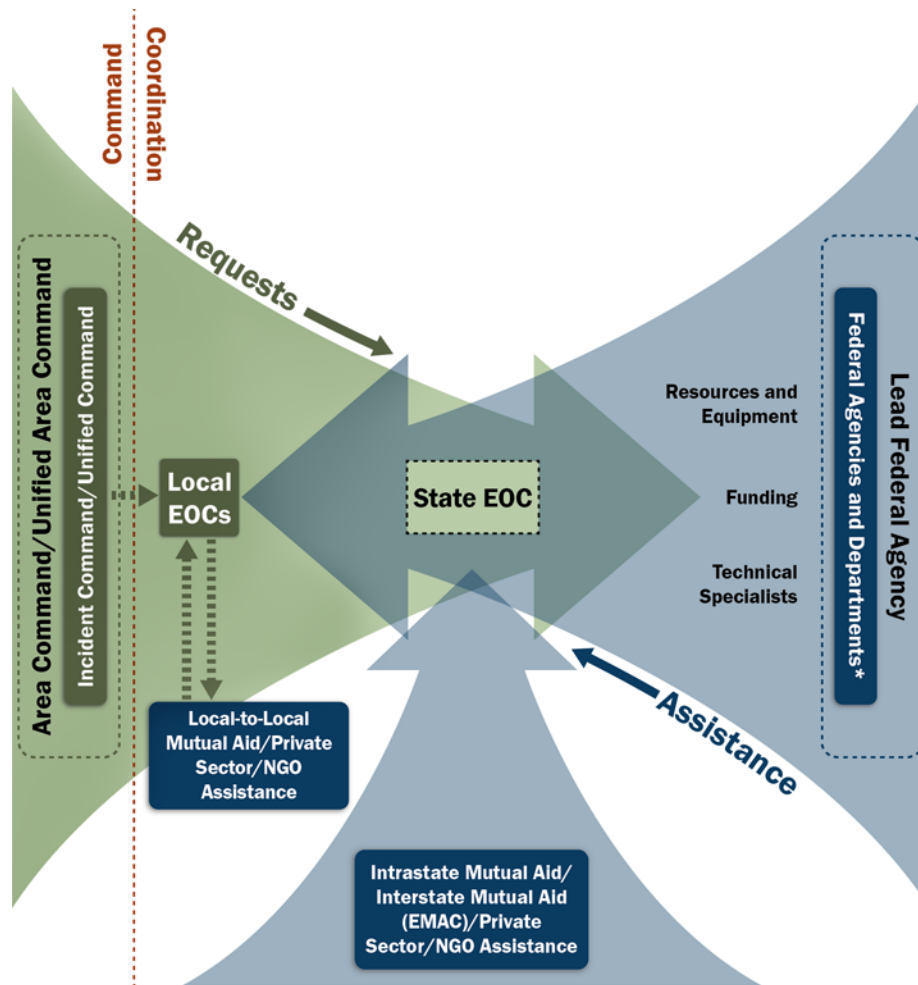 Command
Coordination
Requests
Area Command/Unified Area Command
Incident Command/Unified Command
Local
EOCs
State EOC
Resources and
Equipment
Funding
Technical
Specialists
Federal Agencies and Departments*
Lead Federal Agency
Assistance
Local-to-Local
Mutual Aid/Private
Sector/NGO
Assistance
Intrastate Mutual Aid/
Interstate Mutual Aid
(EMAC)/Private
Sector/NGO Assistance